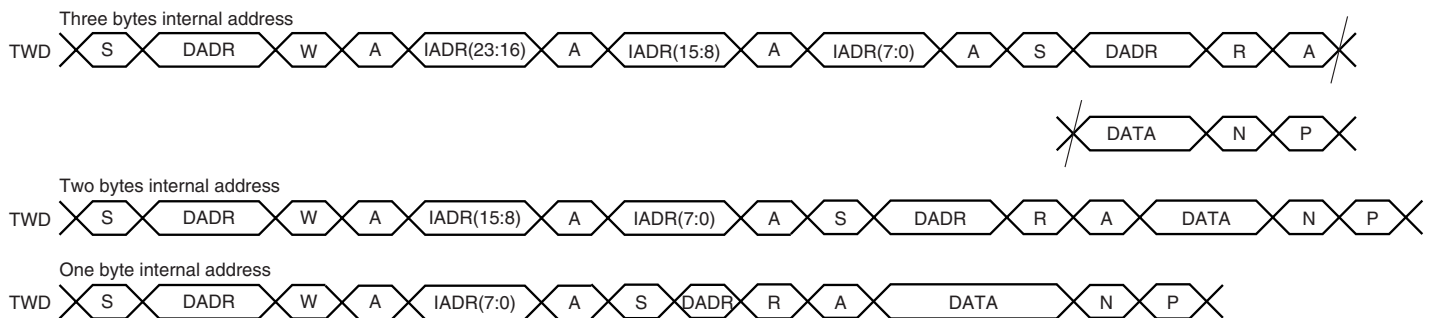 Three bytes internal address
TWD S DADR W A IADR(23:16) A IADR(15:8) A IADR(7:0) A S DADR R A
DATA N P
Two bytes internal address
TWD S DADR W A IADR(15:8) A IADR(7:0) A S DADR R A DATA N P
One byte internal address
TWD S DADR W A IADR(7:0) A S DADR R A DATA N P